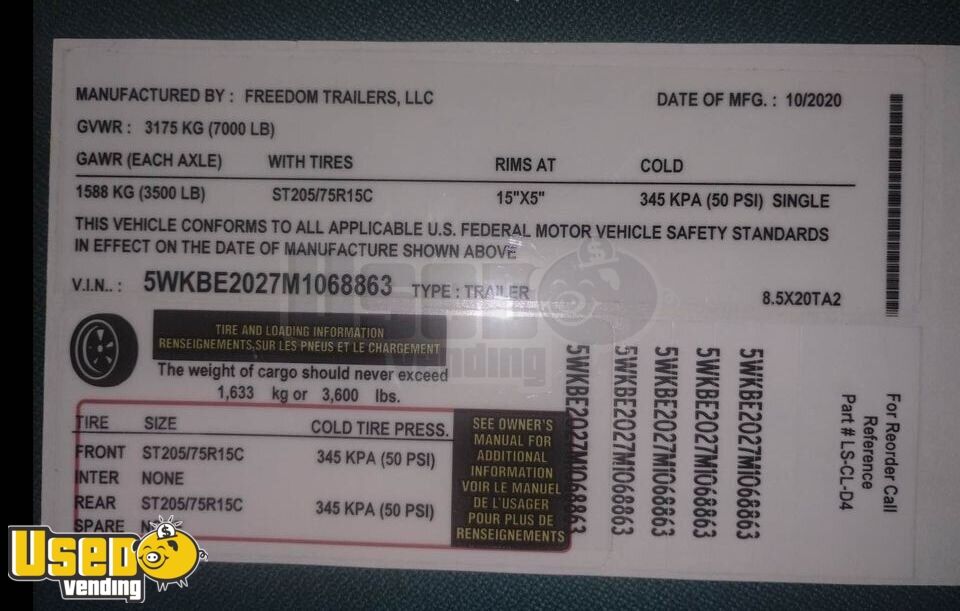 MANUFACTURED BY : FREEDOM TRAILERS, LLC
DATE OF MFG. : 10/2020
GVWR : 3175 KG (7000 LB)
GAWR (EACH AXLE) WITH TIRES RIMS AT COLD
1588 KG (3500 LB) ST205/75R15C 15"X5" 345 KPA (50 PSI) SINGLE
THIS VEHICLE CONFORMS TO ALL APPLICABLE U.S. FEDERAL MOTOR VEHICLE SAFETY STANDARDS
IN EFFECT ON THE DATE OF MANUFACTURE SHOWN ABOVE
V.I.N.. : 5WKBE2027M1068863 TYPE : TRAILER 8.5X20TA2
TIRE AND LOADING INFORMATION
RENSEIGNEMENTS,SUR LES PNEUS ET LE CHARGEMENT
The weight of cargo should never exceed
1,633 kg or 3,600 lbs.
TIRE SIZE COLD TIRE PRESS.
FRONT ST205/75R15C 345 KPA (50 PSI)
INTER NONE
REAR ST205/75R15C 345 KPA (50 PSI)
SPARE
SEE OWNER'S
MANUAL FOR
ADDITIONAL
INFORMATION
VOIR LE MANUEL
DE L'USAGER
POUR PLUS DE
RENSEIGNEMENTS
5WKBE2027M1068863
5WKBE2027M1068863
5WKBE2027M1068863
5WKBE2027M1068863
5WKBE2027M1068863
For Reorder Call
Reference
Part # LS-CL-D4
Used
vending
Used
vending